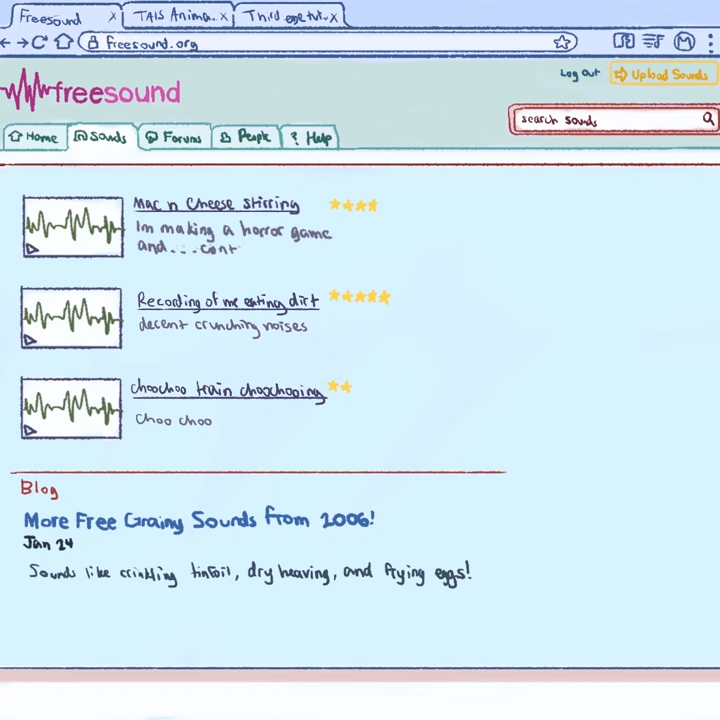 Freesound x
TAIS Anima.. x
Third eye tut.. x
freesound.org
M
freesound
Log Out
Upload Sounds
search sounds
Home
Sounds
Forums
People
? Help
Mac n Cheese Stirring
Im making a horror game
and....cont
Recording of me eating dirt
decent crunching noises
choochoo train choochooing
choo choo
Blog
More Free Grainy Sounds from 2006!
Jan 24
Sounds like crinkling tinfoil, dry heaving, and frying eggs!